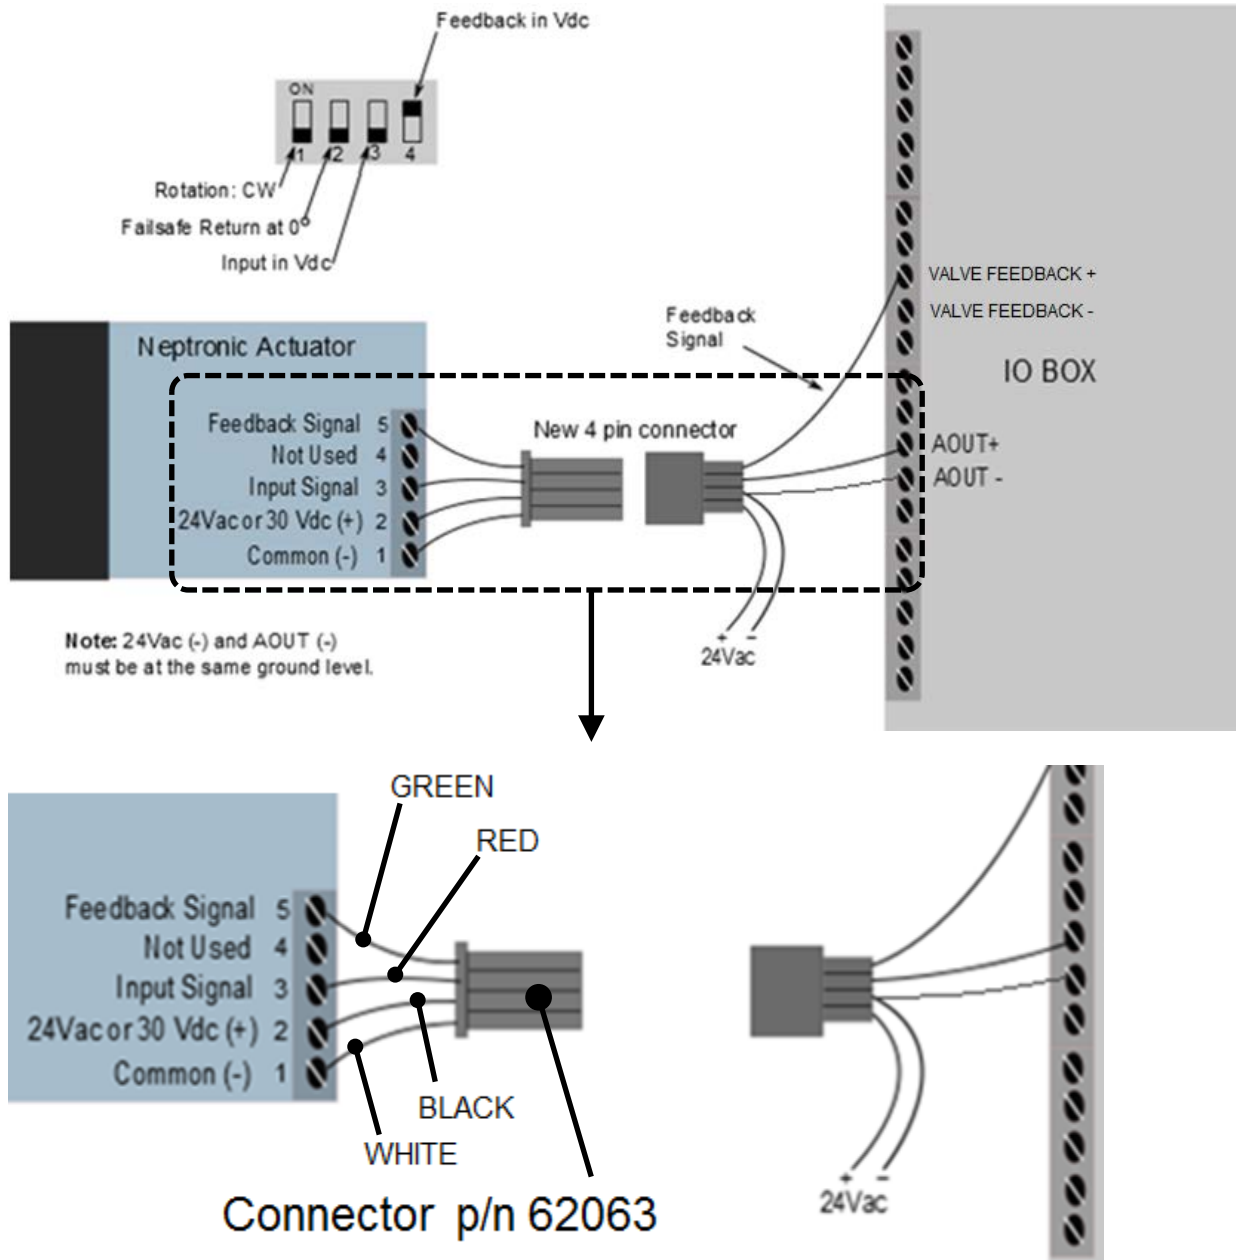 Feedback in Vdc
ON
1 2 3 4
Rotation: CW
Failsafe Return at 0°
Input in Vdc
VALVE FEEDBACK +
VALVE FEEDBACK -
Feedback
Signal
Neptronic Actuator
IO BOX
Feedback Signal 5
Not Used 4
Input Signal 3
24Vac or 30 Vdc (+) 2
Common (-) 1
New 4 pin connector
AOUT+
AOUT -
+ -
24Vac
Note: 24Vac (-) and AOUT (-)
must be at the same ground level.
GREEN
RED
Feedback Signal 5
Not Used 4
Input Signal 3
24Vac or 30 Vdc (+) 2
Common (-) 1
BLACK
WHITE
+ -
24Vac
Connector p/n 62063